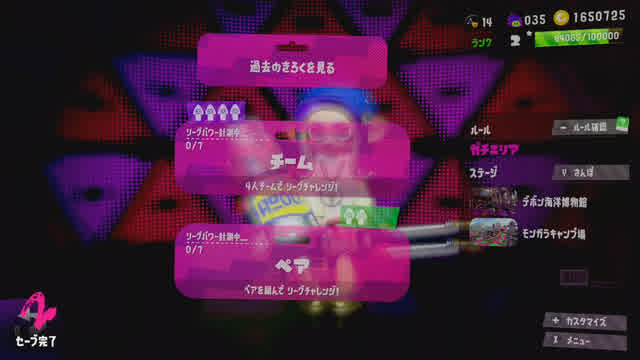 14
035
1650725
ランク
2
84065/100000
過去のきろくを見る
リーグパワー計測中...
0/7
チーム
4人チームで リーグチャレンジ!
リーグパワー計測中...
0/7
ペア
ペアを組んで リーグチャレンジ!
ルール
ー ルール確認
ガチエリア
ステージ
Y さんぽ
デボン海洋博物館
モンガラキャンプ場
セーブ完了
+ カスタマイズ
X メニュー